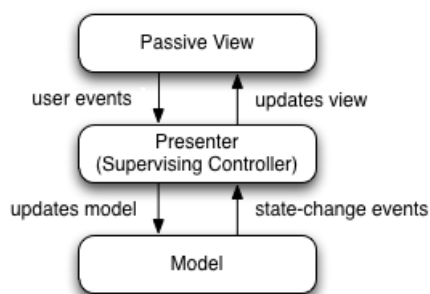 Passive View
user events
updates view
Presenter
(Supervising Controller)
updates model
state-change events
Model